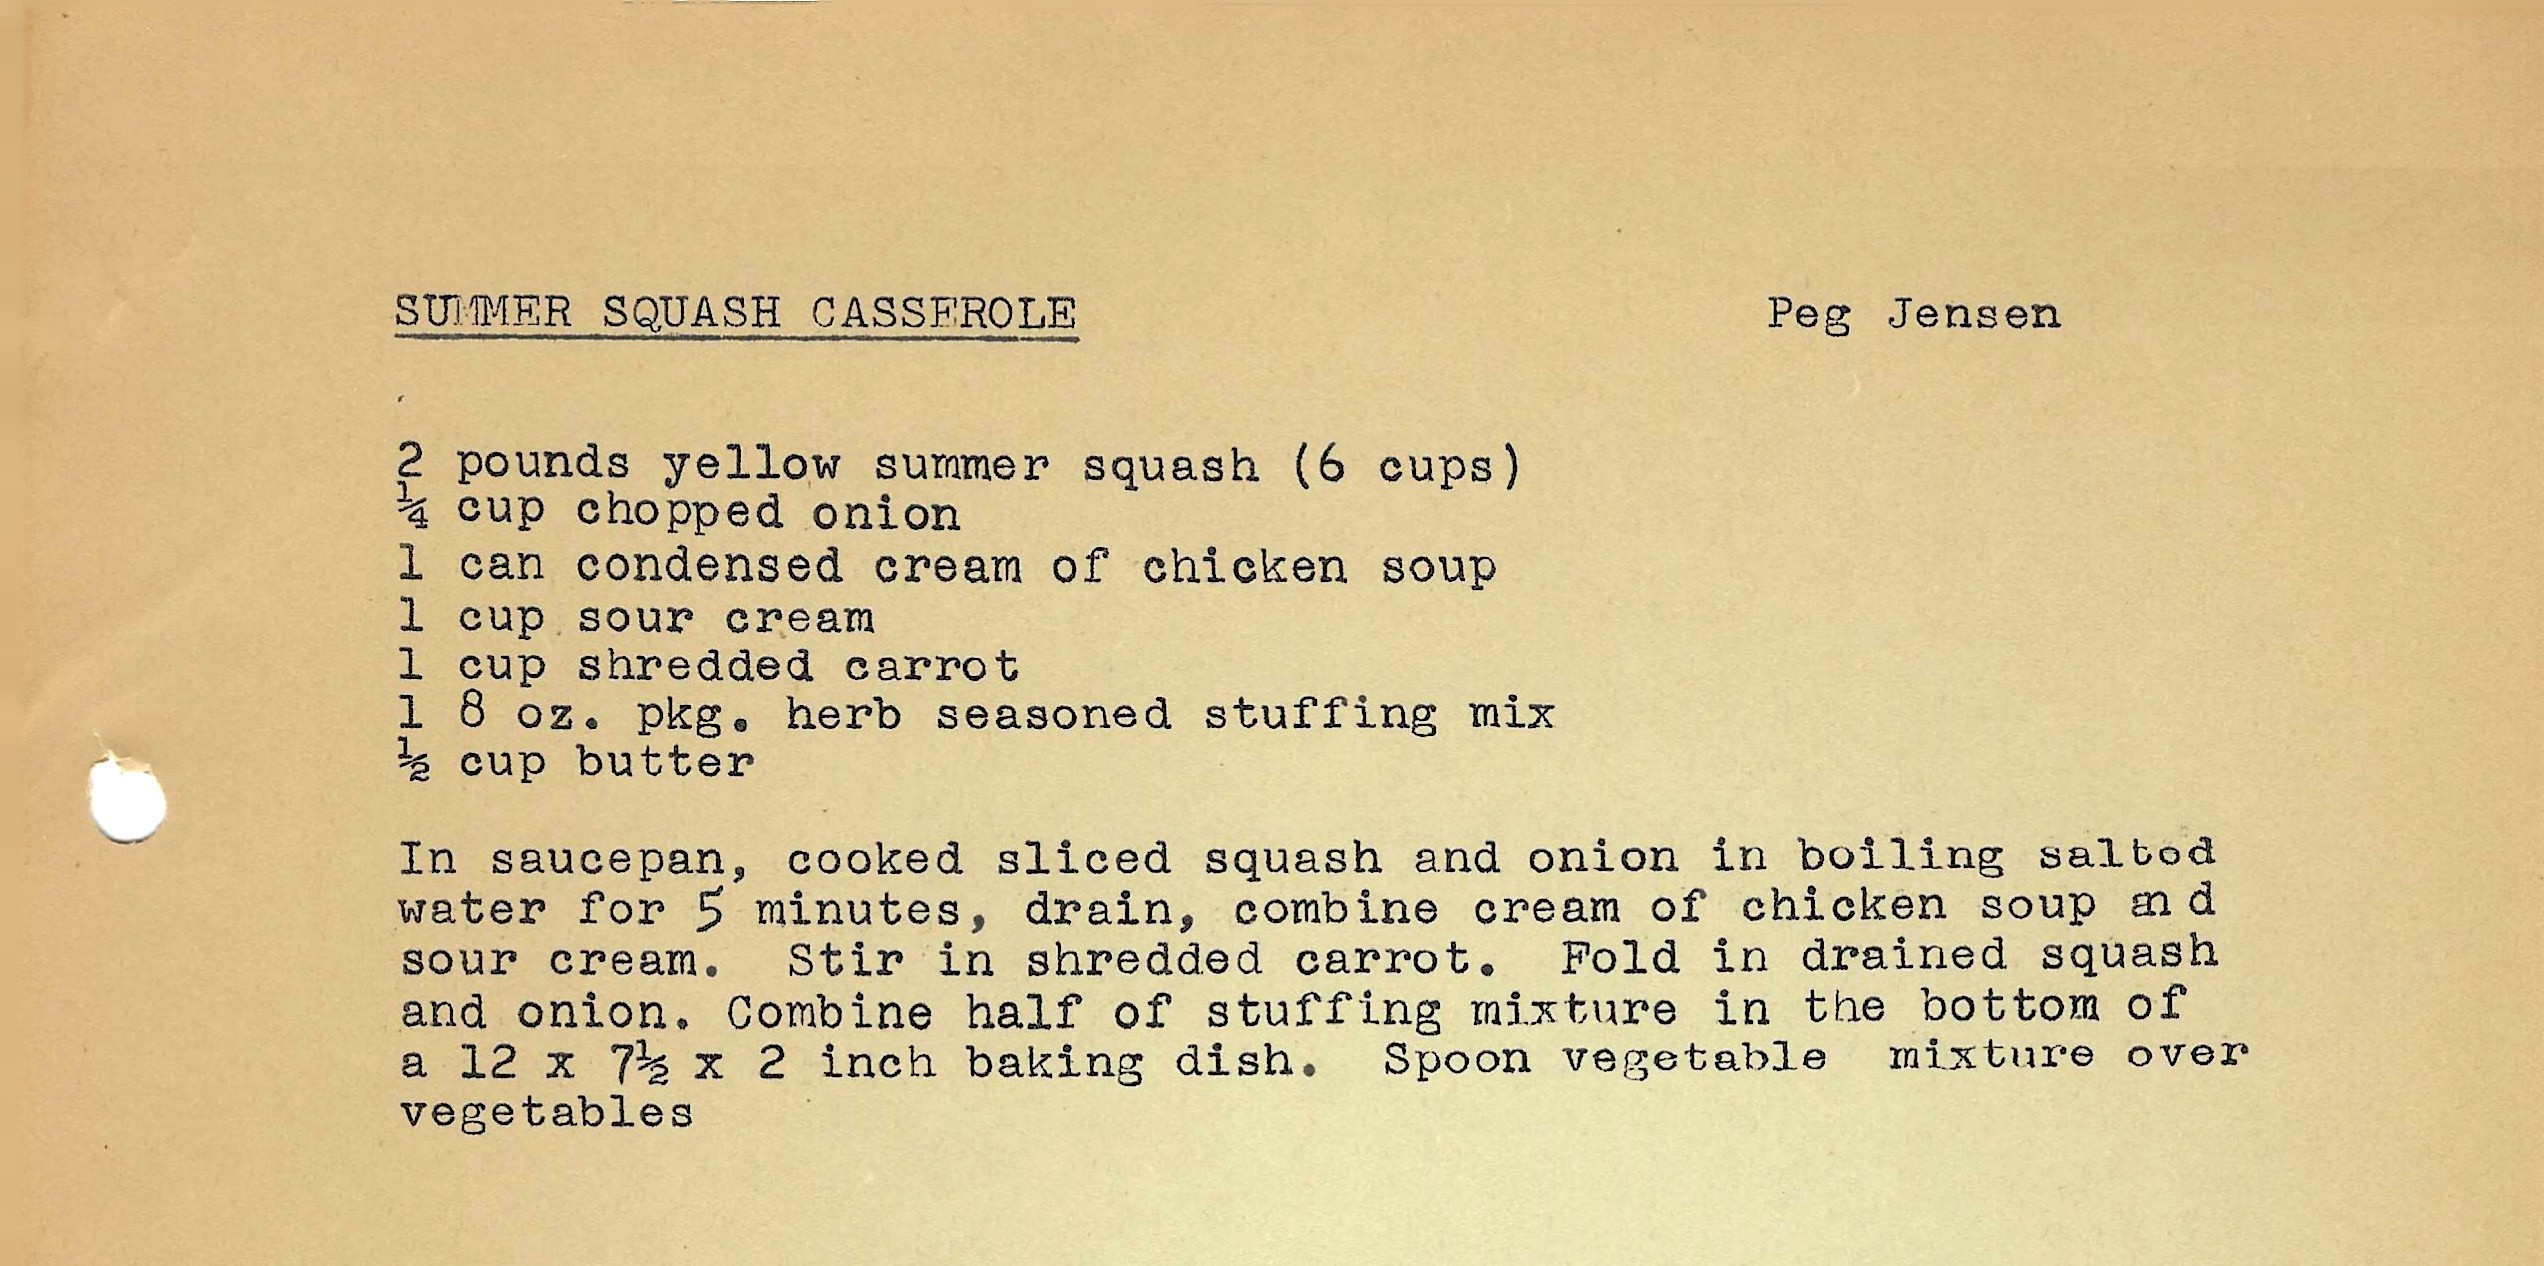 SUMMER SQUASH CASSEROLE Peg Jensen
2 pounds yellow summer squash (6 cups)
¼ cup chopped onion
1 can condensed cream of chicken soup
1 cup sour cream
1 cup shredded carrot
1 8 oz. pkg. herb seasoned stuffing mix
½ cup butter
In saucepan, cooked sliced squash and onion in boiling salted
water for 5 minutes, drain, combine cream of chicken soup and
sour cream. Stir in shredded carrot. Fold in drained squash
and onion. Combine half of stuffing mixture in the bottom of
a 12 x 7½ x 2 inch baking dish. Spoon vegetable mixture over
vegetables